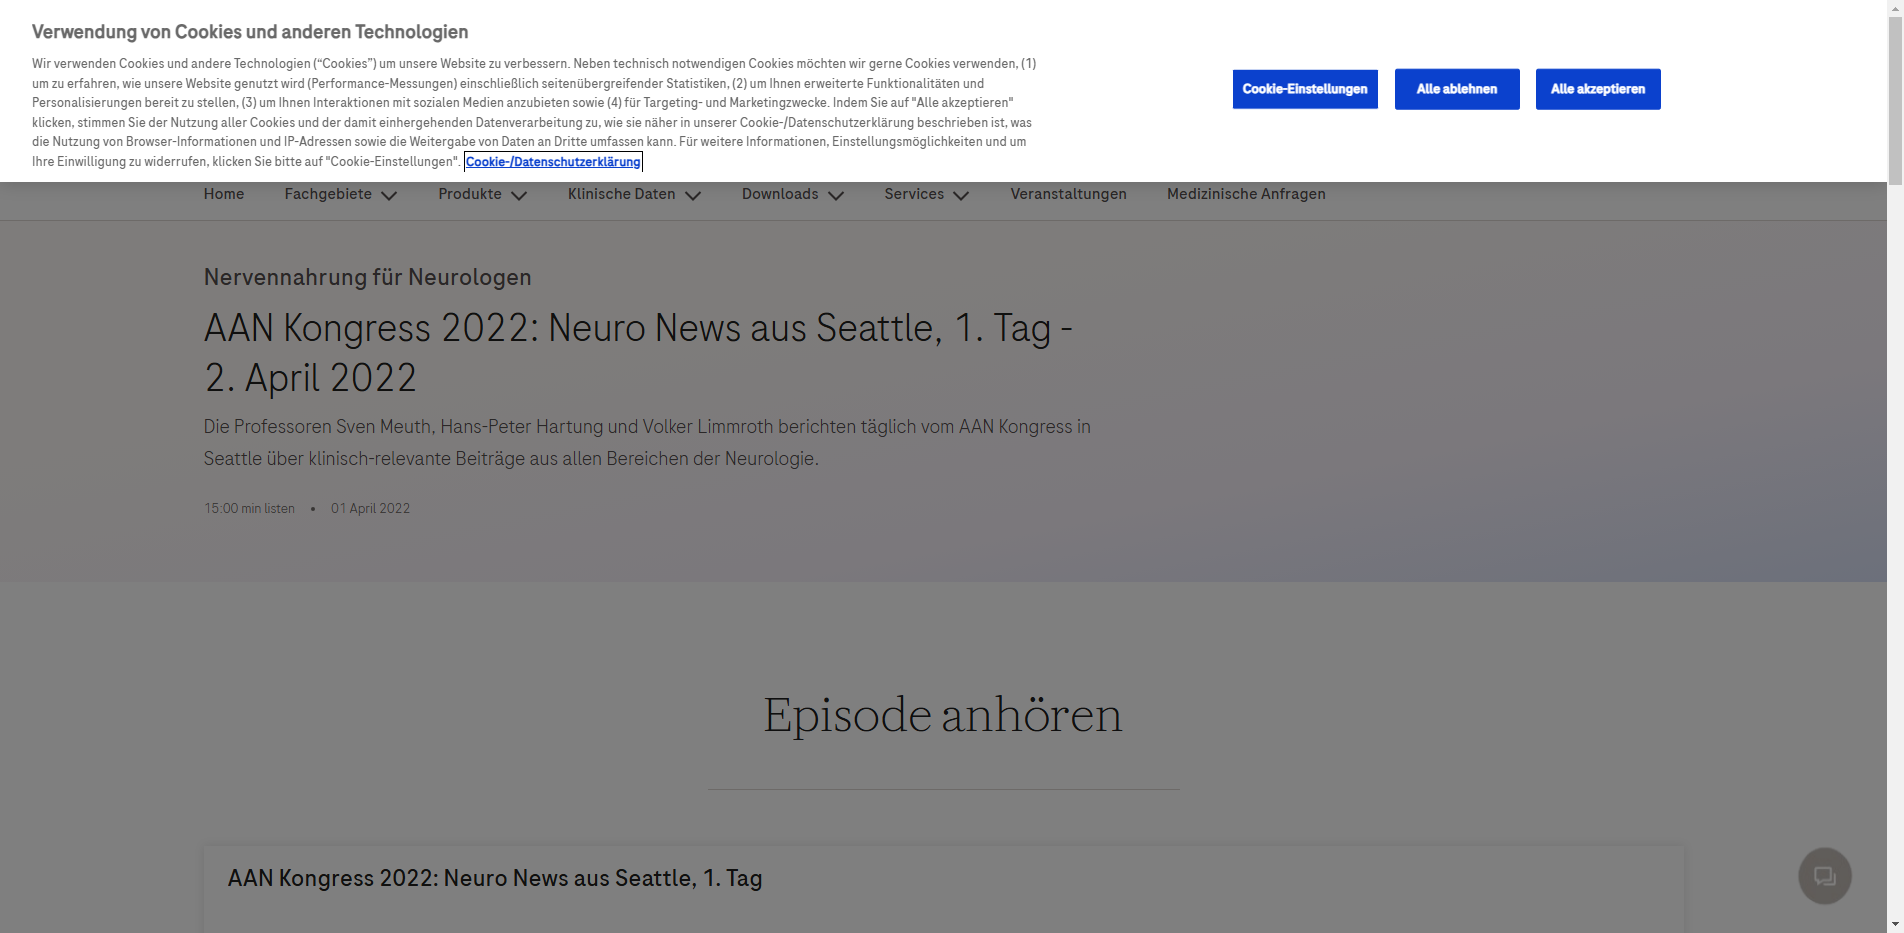 Verwendung von Cookies und anderen Technologien
Wir verwenden Cookies und andere Technologien (“Cookies”) um unsere Website zu verbessern. Neben technisch notwendigen Cookies möchten wir gerne Cookies verwenden, (1)
um zu erfahren, wie unsere Website genutzt wird (Performance-Messungen) einschließlich seitenübergreifender Statistiken, (2) um Ihnen erweiterte Funktionalitäten und
Personalisierungen bereit zu stellen, (3) um Ihnen Interaktionen mit sozialen Medien anzubieten sowie (4) für Targeting- und Marketingzwecke. Indem Sie auf "Alle akzeptieren"
klicken, stimmen Sie der Nutzung aller Cookies und der damit einhergehenden Datenverarbeitung zu, wie sie näher in unserer Cookie-/Datenschutzerklärung beschrieben ist, was
die Nutzung von Browser-Informationen und IP-Adressen sowie die Weitergabe von Daten an Dritte umfassen kann. Für weitere Informationen, Einstellungsmöglichkeiten und um
Ihre Einwilligung zu widerrufen, klicken Sie bitte auf "Cookie-Einstellungen". Cookie-/Datenschutzerklärung
Cookie-Einstellungen Alle ablehnen Alle akzeptieren
Home Fachgebiete Produkte Klinische Daten Downloads Services Veranstaltungen Medizinische Anfragen
Nervennahrung für Neurologen
AAN Kongress 2022: Neuro News aus Seattle, 1. Tag -
2. April 2022
Die Professoren Sven Meuth, Hans-Peter Hartung und Volker Limmroth berichten täglich vom AAN Kongress in
Seattle über klinisch-relevante Beiträge aus allen Bereichen der Neurologie.
15:00 min listen • 01 April 2022
Episode anhören
AAN Kongress 2022: Neuro News aus Seattle, 1. Tag